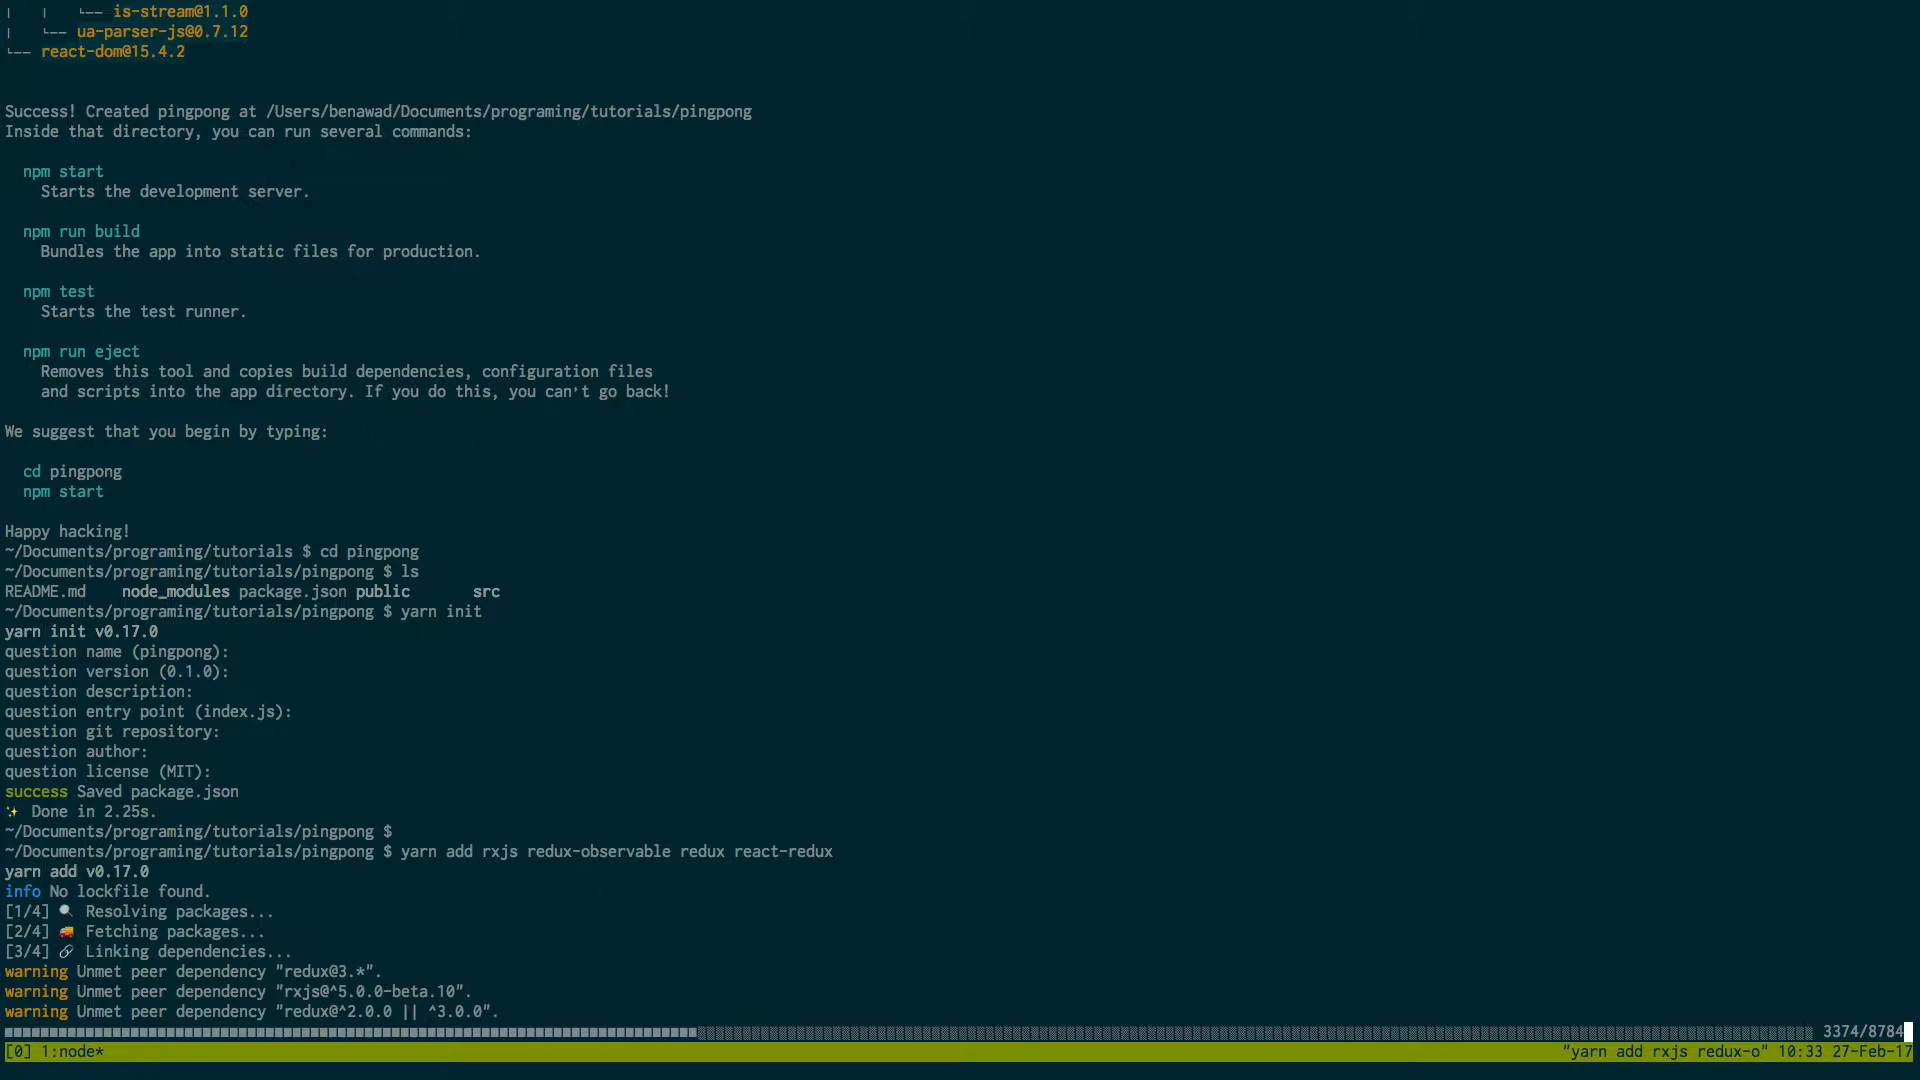 |   |   └── is-stream@1.1.0
|   └── ua-parser-js@0.7.12
└── react-dom@15.4.2
Success! Created pingpong at /Users/benawad/Documents/programing/tutorials/pingpong
Inside that directory, you can run several commands:
npm start
Starts the development server.
npm run build
Bundles the app into static files for production.
npm test
Starts the test runner.
npm run eject
Removes this tool and copies build dependencies, configuration files
and scripts into the app directory. If you do this, you can't go back!
We suggest that you begin by typing:
cd pingpong
npm start
Happy hacking!
~/Documents/programing/tutorials $ cd pingpong
~/Documents/programing/tutorials/pingpong $ ls
README.md    node_modules package.json public       src
~/Documents/programing/tutorials/pingpong $ yarn init
yarn init v0.17.0
question name (pingpong):
question version (0.1.0):
question description:
question entry point (index.js):
question git repository:
question author:
question license (MIT):
success Saved package.json
✨ Done in 2.25s.
~/Documents/programing/tutorials/pingpong $
~/Documents/programing/tutorials/pingpong $ yarn add rxjs redux-observable redux react-redux
yarn add v0.17.0
info No lockfile found.
[1/4] 🔍 Resolving packages...
[2/4] 🚚 Fetching packages...
[3/4] 🔗 Linking dependencies...
warning Unmet peer dependency "redux@3.*".
warning Unmet peer dependency "rxjs@^5.0.0-beta.10".
warning Unmet peer dependency "redux@^2.0.0 || ^3.0.0".
3374/8784
[0] 1:node* "yarn add rxjs redux-o" 10:33 27-Feb-17